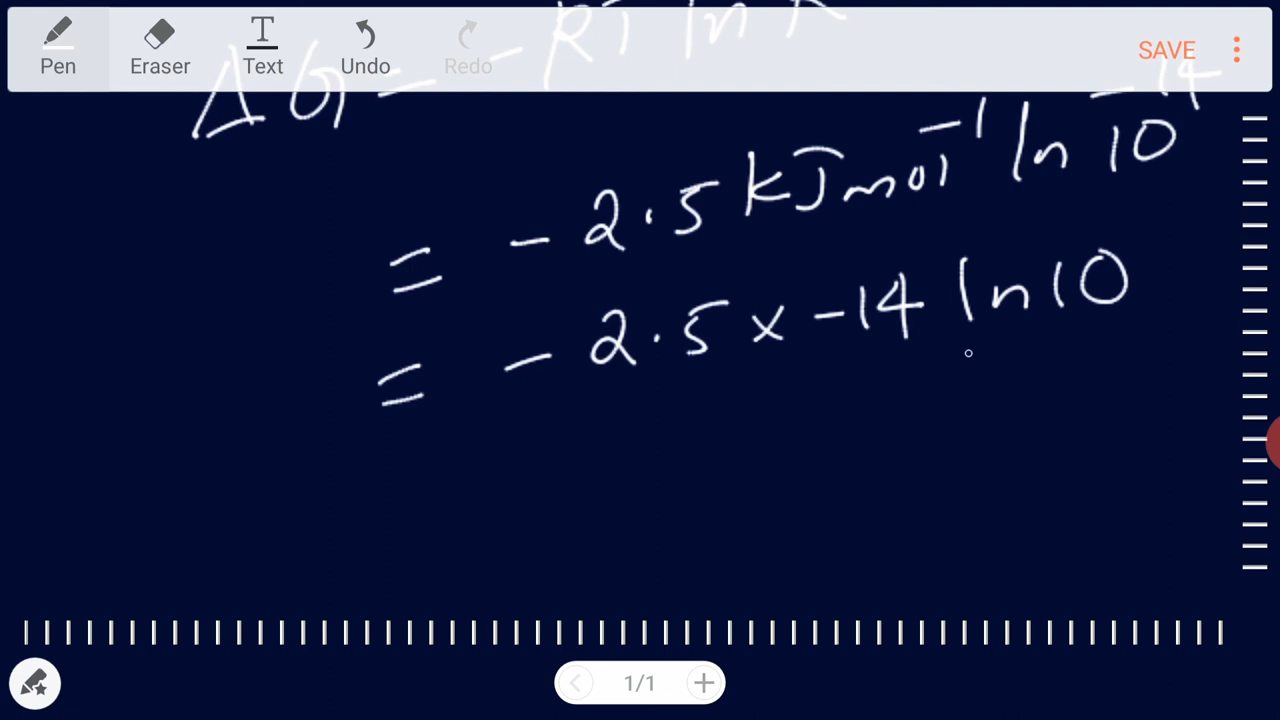 Pen Eraser Text Undo Redo SAVE
ΔG = -RT ln K
= -2.5 kJmol⁻¹ ln 10⁻¹⁴
= -2.5 x -14 ln10
1/1